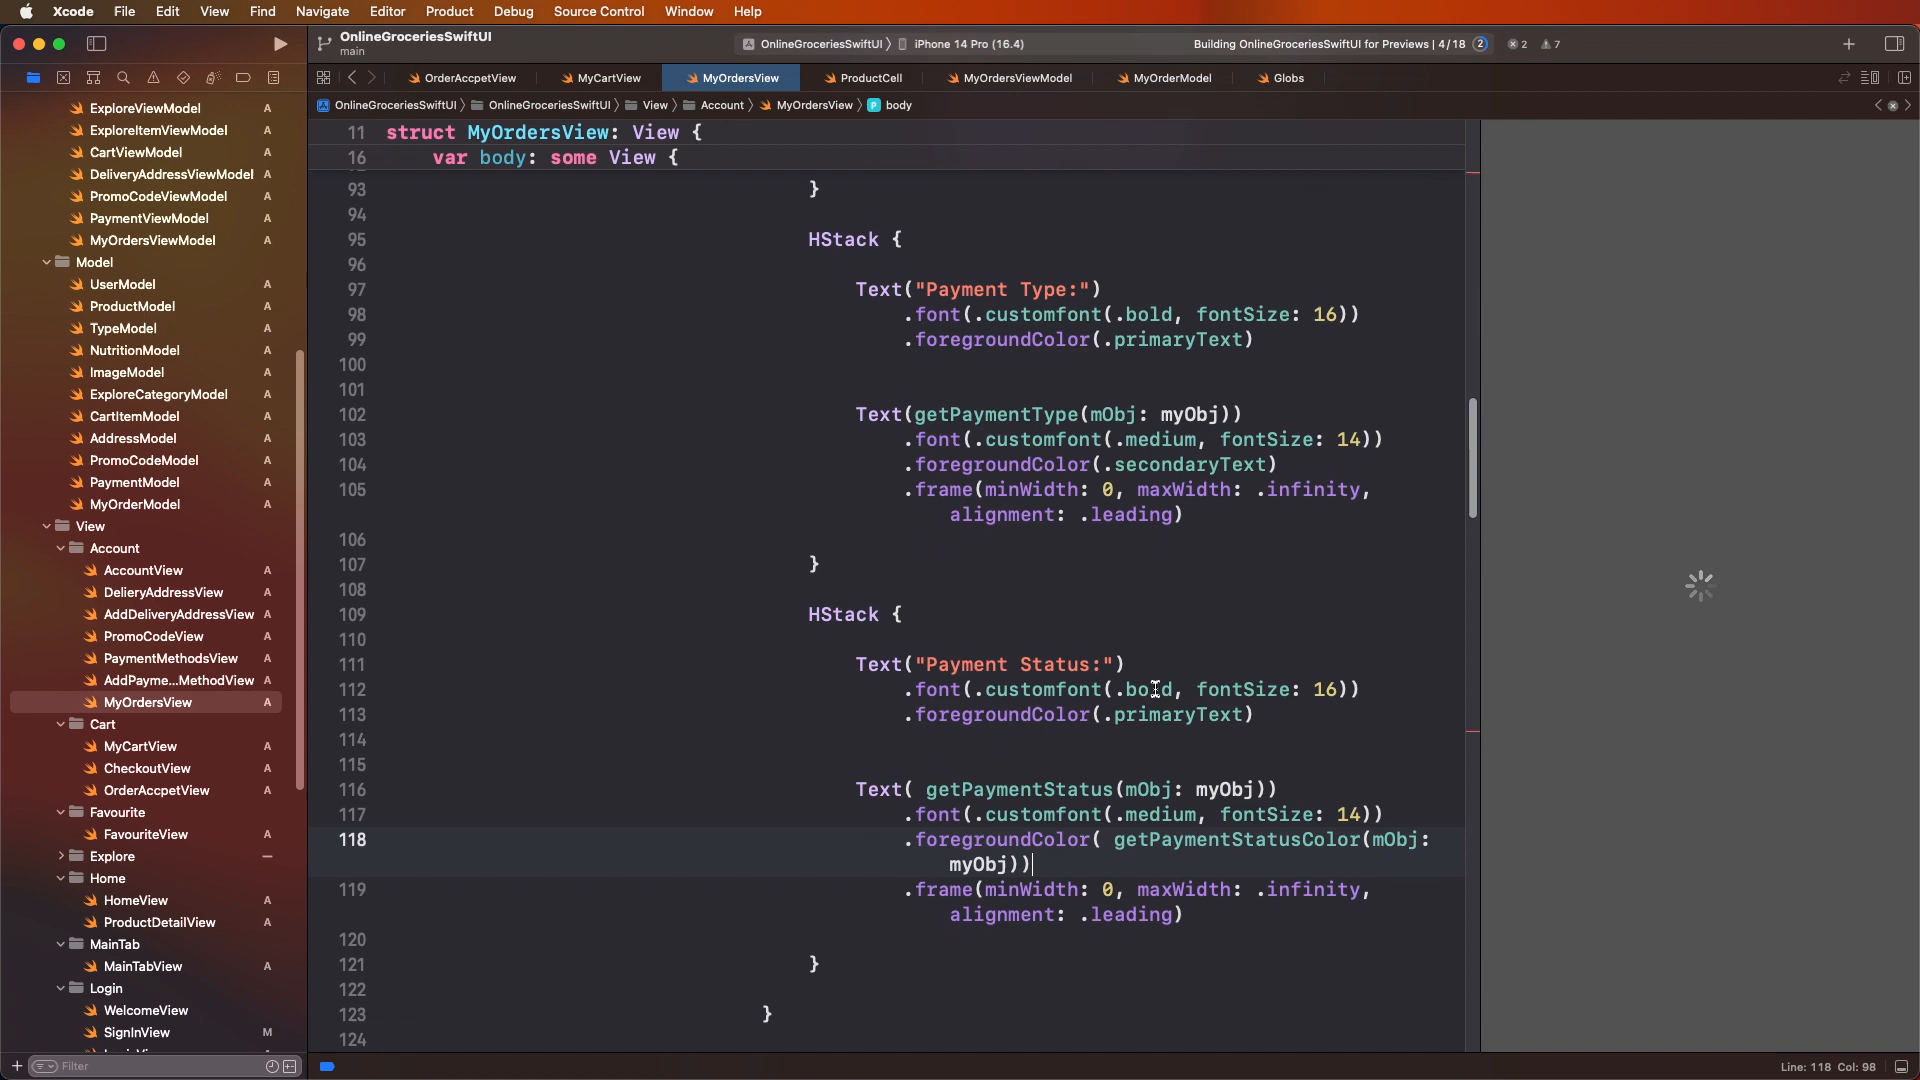 Xcode File Edit View Find Navigate Editor Product Debug Source Control Window Help
OnlineGroceriesSwiftUI
main
OnlineGroceriesSwiftUI iPhone 14 Pro (16.4)
Building OnlineGroceriesSwiftUI for Previews | 4/18 2 2 7
OrderAccpetView MyCartView MyOrdersView ProductCell MyOrdersViewModel MyOrderModel Globs
OnlineGroceriesSwiftUI OnlineGroceriesSwiftUI View Account MyOrdersView P body
ExploreViewModel A
ExploreItemViewModel A
CartViewModel A
DeliveryAddressViewModel A
PromoCodeViewModel A
PaymentViewModel A
MyOrdersViewModel A
Model
UserModel A
ProductModel A
TypeModel A
NutritionModel A
ImageModel A
ExploreCategoryModel A
CartItemModel A
AddressModel A
PromoCodeModel A
PaymentModel A
MyOrderModel A
View
Account
AccountView A
DelieryAddressView A
AddDeliveryAddressView A
PromoCodeView A
PaymentMethodsView A
AddPayme...MethodView A
MyOrdersView A
Cart
MyCartView A
CheckoutView A
OrderAccpetView A
Favourite
FavouriteView A
Explore
Home
HomeView A
ProductDetailView A
MainTab
MainTabView A
Login
WelcomeView
SignInView M
Filter
11 struct MyOrdersView: View {
16 var body: some View {
93 }
94
95 HStack {
96
97 Text("Payment Type:")
98 .font(.customfont(.bold, fontSize: 16))
99 .foregroundColor(.primaryText)
100
101
102 Text(getPaymentType(mObj: myObj))
103 .font(.customfont(.medium, fontSize: 14))
104 .foregroundColor(.secondaryText)
105 .frame(minWidth: 0, maxWidth: .infinity,
alignment: .leading)
106
107 }
108
109 HStack {
110
111 Text("Payment Status:")
112 .font(.customfont(.bold, fontSize: 16))
113 .foregroundColor(.primaryText)
114
115
116 Text( getPaymentStatus(mObj: myObj))
117 .font(.customfont(.medium, fontSize: 14))
118 .foregroundColor( getPaymentStatusColor(mObj:
myObj))
119 .frame(minWidth: 0, maxWidth: .infinity,
alignment: .leading)
120
121 }
122
123 }
124
Line: 118 Col: 98